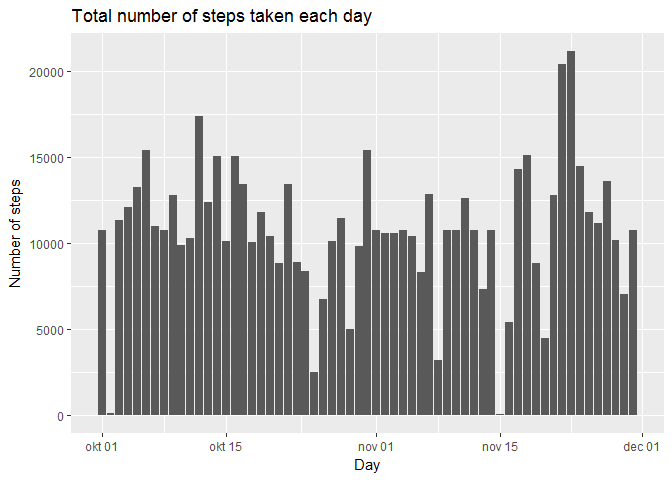 Total number of steps taken each day
Number of steps
20000
15000
10000
5000
0
okt 01 okt 15 nov 01 nov 15 dec 01
Day